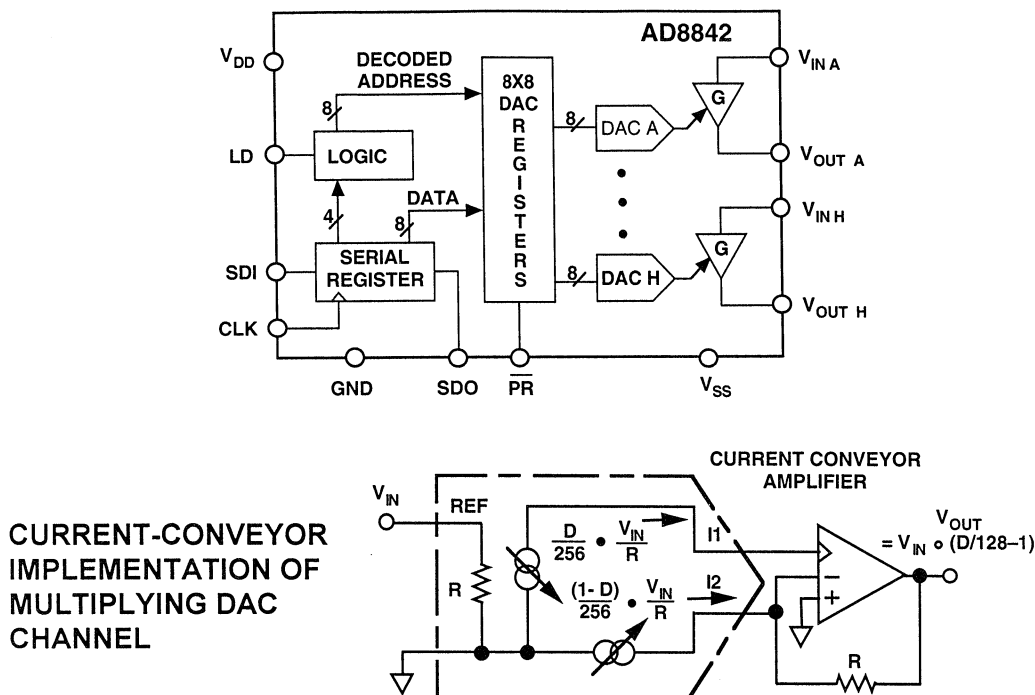 AD8842
V_DD
V_IN A
DECODED
ADDRESS
8X8
DAC
REGISTERS
8
8
DAC A
G
LD
LOGIC
V_OUT A
4
8
DATA
V_IN H
G
SDI
SERIAL
REGISTER
8
DAC H
CLK
V_OUT H
GND
SDO
PR
V_SS
CURRENT CONVEYOR
AMPLIFIER
CURRENT-CONVEYOR
IMPLEMENTATION OF
MULTIPLYING DAC
CHANNEL
V_IN
REF
D/256 • V_IN/R
I1
V_OUT
= V_IN ∘ (D/128–1)
R
(1- D)/256 • V_IN/R
I2
−
+
R